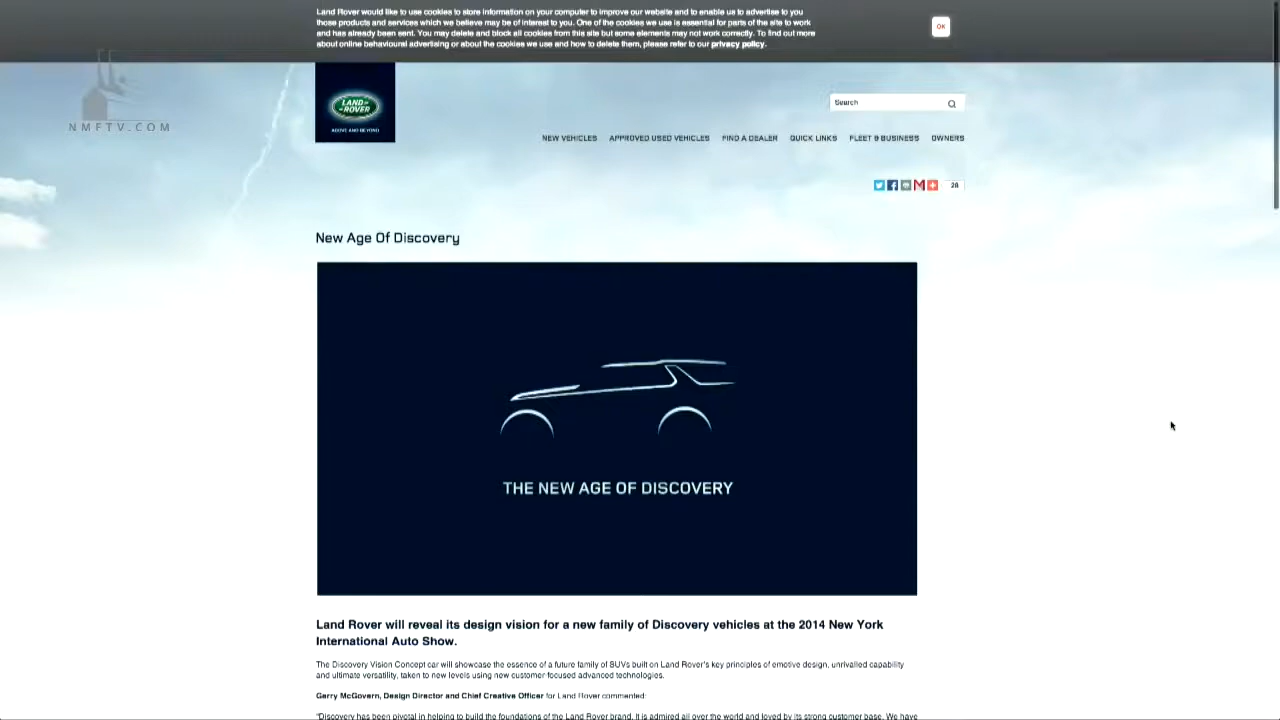 Land Rover would like to use cookies to store information on your computer to improve our website and to enable us to advertise to you
those products and services which we believe may be of interest to you. One of the cookies we use is essential for parts of the site to work
and has already been sent. You may delete and block all cookies from this site but some elements may not work correctly. To find out more
about online behavioural advertising or about the cookies we use and how to delete them, please refer to our privacy policy.
OK
LAND-
-ROVER
ABOVE AND BEYOND
Search
NEW VEHICLES APPROVED USED VEHICLES FIND A DEALER QUICK LINKS FLEET & BUSINESS OWNERS
28
New Age Of Discovery
THE NEW AGE OF DISCOVERY
Land Rover will reveal its design vision for a new family of Discovery vehicles at the 2014 New York
International Auto Show.
The Discovery Vision Concept car will showcase the essence of a future family of SUVs built on Land Rover's key principles of emotive design, unrivalled capability
and ultimate versatility, taken to new levels using new customer focused advanced technologies.
Gerry McGovern, Design Director and Chief Creative Officer for Land Rover commented:
"Discovery has been pivotal in helping to build the foundations of the Land Rover brand. It is admired all over the world and loved by its strong customer base. We have